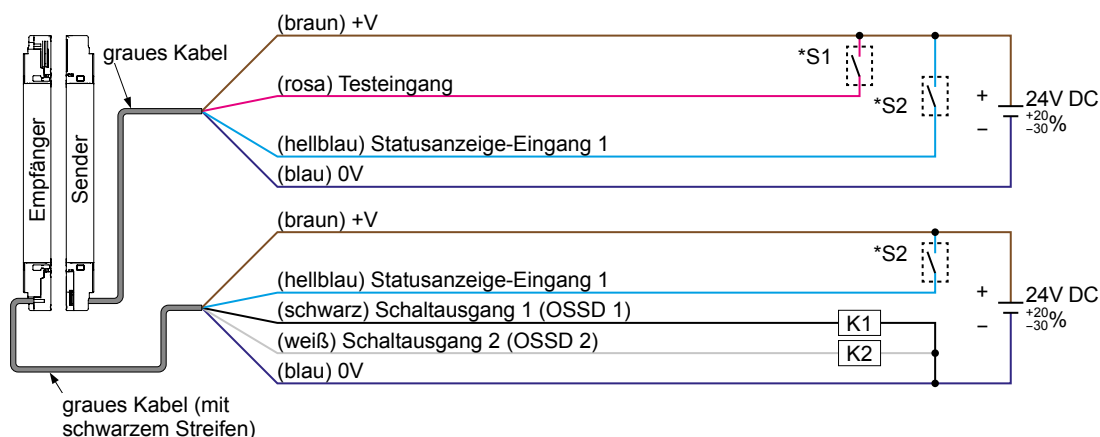 (braun) +V
graues Kabel
*S1
(rosa) Testeingang
*S2
+
24V DC
+20
–30%
–
(hellblau) Statusanzeige-Eingang 1
(blau) 0V
Empfänger
Sender
(braun) +V
*S2
(hellblau) Statusanzeige-Eingang 1
+
24V DC
+20
–30%
–
(schwarz) Schaltausgang 1 (OSSD 1)
K1
(weiß) Schaltausgang 2 (OSSD 2)
K2
(blau) 0V
graues Kabel (mit
schwarzem Streifen)